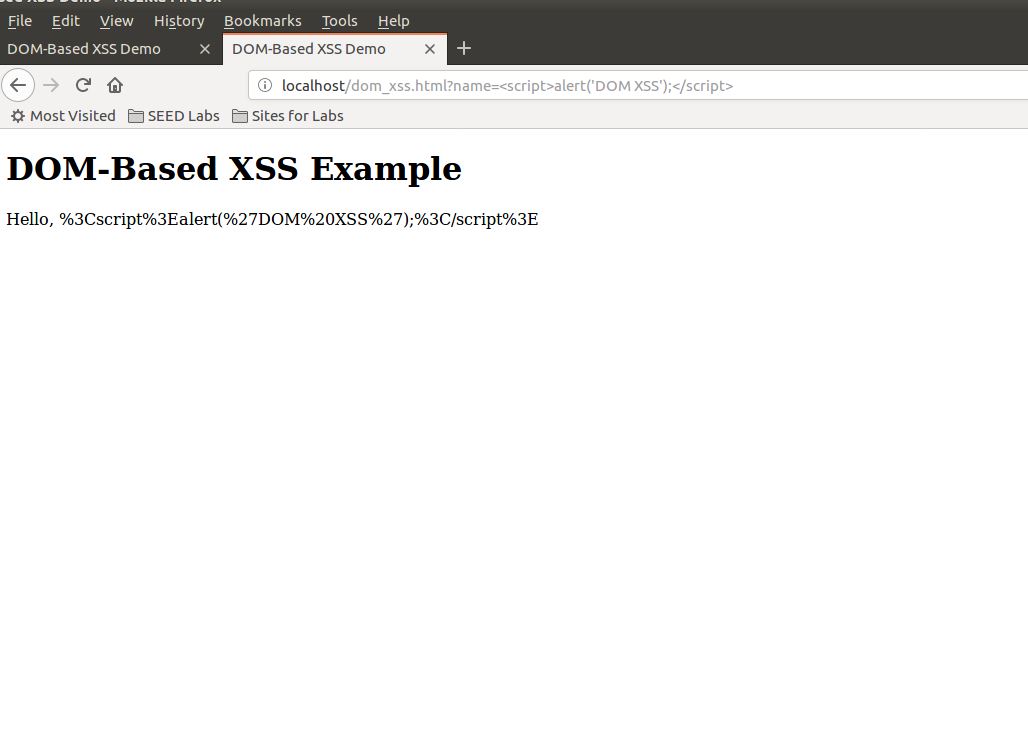 File Edit View History Bookmarks Tools Help
DOM-Based XSS Demo DOM-Based XSS Demo
localhost/dom_xss.html?name=<script>alert('DOM XSS');</script>
Most Visited SEED Labs Sites for Labs
DOM-Based XSS Example
Hello, %3Cscript%3Ealert(%27DOM%20XSS%27);%3C/script%3E